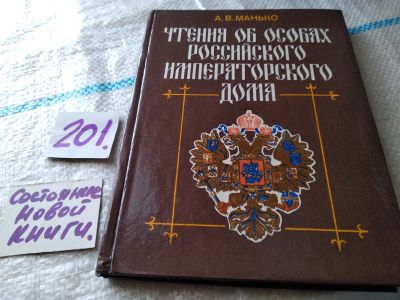 А.В.МАНЬКО
ЧТЕНИЯ ОБ ОСОБАХ
РОССИЙСКОГО
ИМПЕРАТОРСКОГО
ДОМА
201.
Состояние
новой
книги.